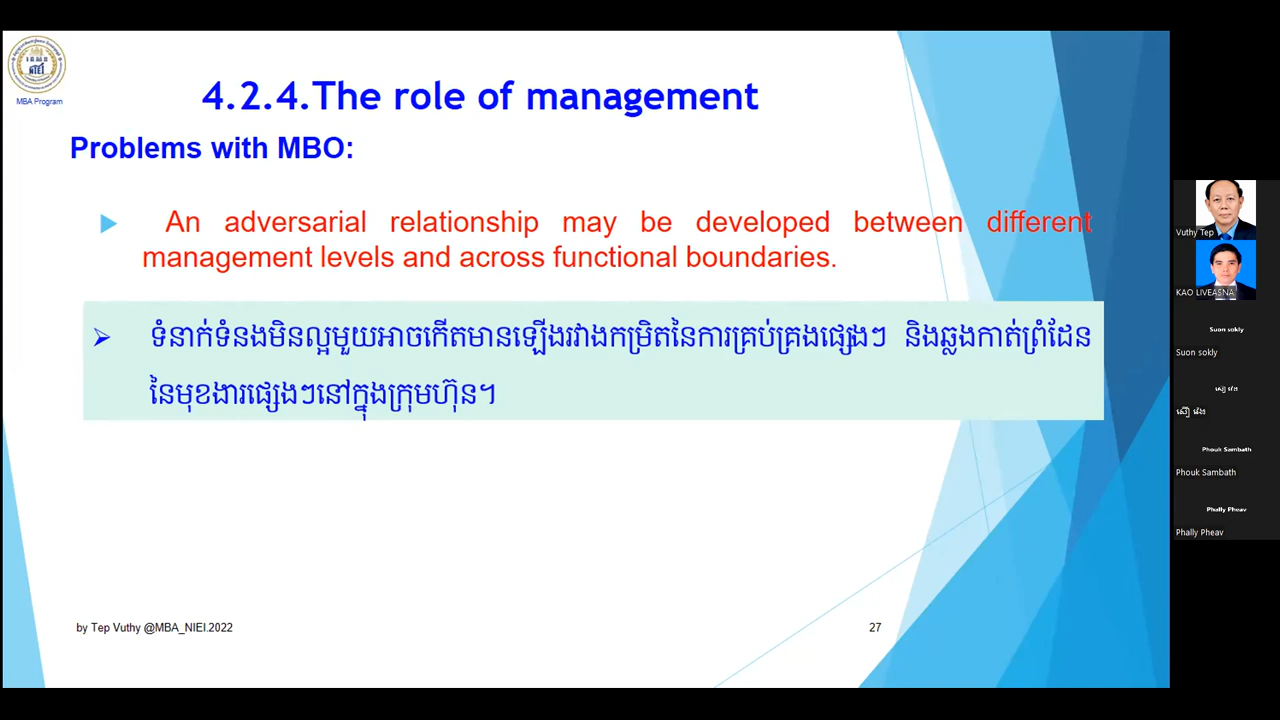 NIEI
MBA Program
4.2.4.The role of management
Problems with MBO:
An adversarial relationship may be developed between different
management levels and across functional boundaries.
ទំនាក់ទំនងមិនល្អមួយអាចកើតមានឡើងរវាងកម្រិតនៃការគ្រប់គ្រងផ្សេងៗ និងឆ្លងកាត់ព្រំដែន
នៃមុខងារផ្សេងៗនៅក្នុងក្រុមហ៊ុន។
by Tep Vuthy @MBA_NIEI.2022
27
Vuthy Tep
KAO LIVEASNA
Suon sokly
Suon sokly
Phouk Sambath
Phouk Sambath
Phally Pheav
Phally Pheav